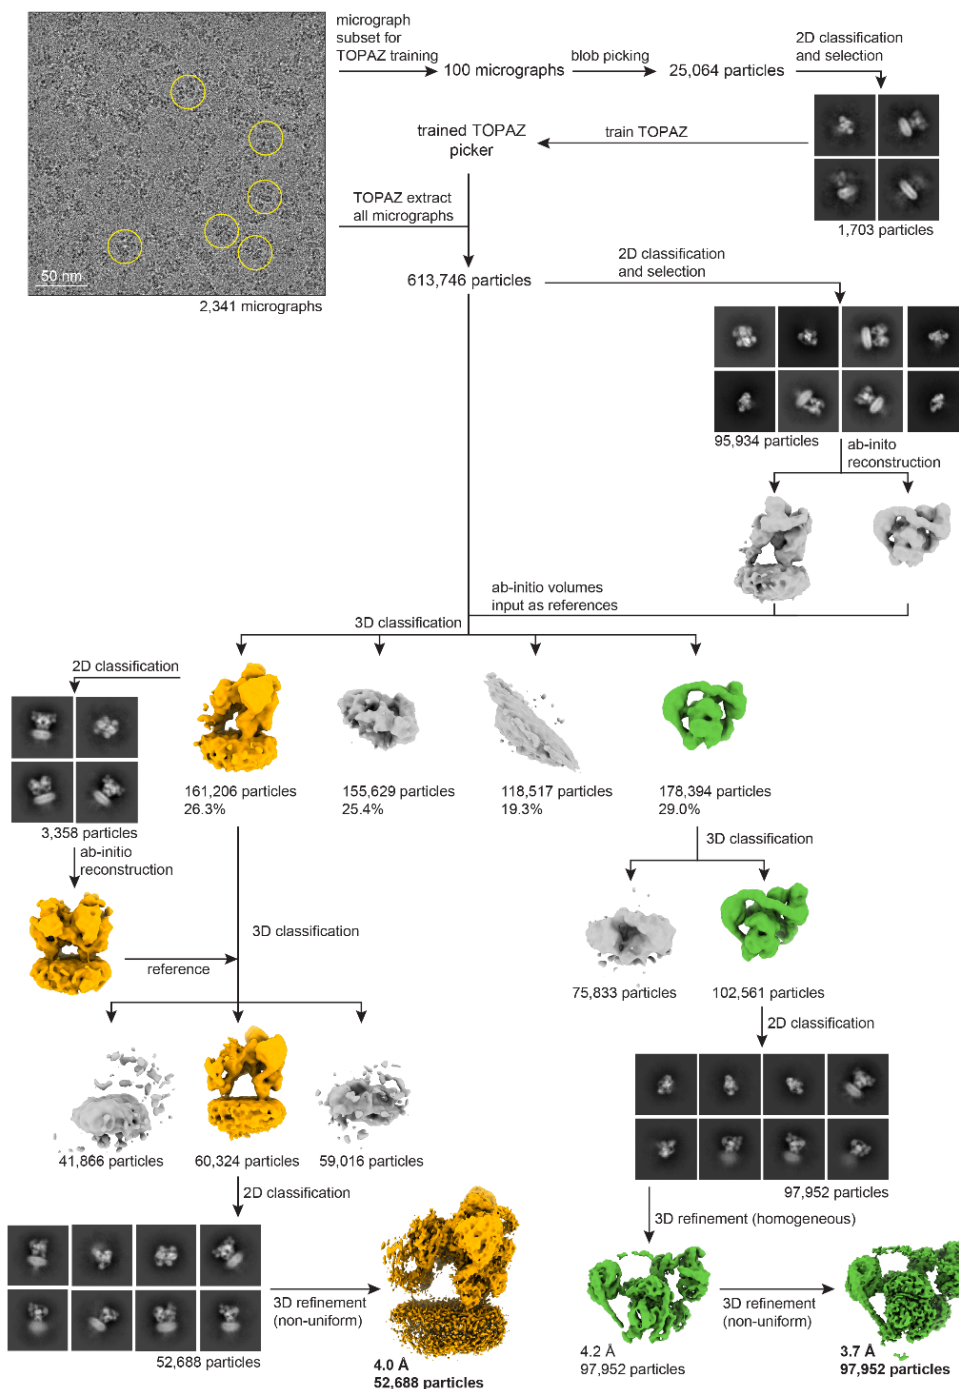 micrograph
subset for
TOPAZ training
100 micrographs
blob picking
25,064 particles
2D classification
and selection
trained TOPAZ
picker
train TOPAZ
1,703 particles
TOPAZ extract
all micrographs
50 nm
2,341 micrographs
613,746 particles
2D classification
and selection
95,934 particles
ab-inito
reconstruction
ab-initio volumes
input as references
3D classification
2D classification
161,206 particles
26.3%
155,629 particles
25.4%
118,517 particles
19.3%
178,394 particles
29.0%
3,358 particles
ab-initio
reconstruction
3D classification
reference
3D classification
75,833 particles
102,561 particles
2D classification
41,866 particles
60,324 particles
59,016 particles
2D classification
97,952 particles
3D refinement (homogeneous)
52,688 particles
3D refinement
(non-uniform)
4.0 Å
52,688 particles
4.2 Å
97,952 particles
3D refinement
(non-uniform)
3.7 Å
97,952 particles